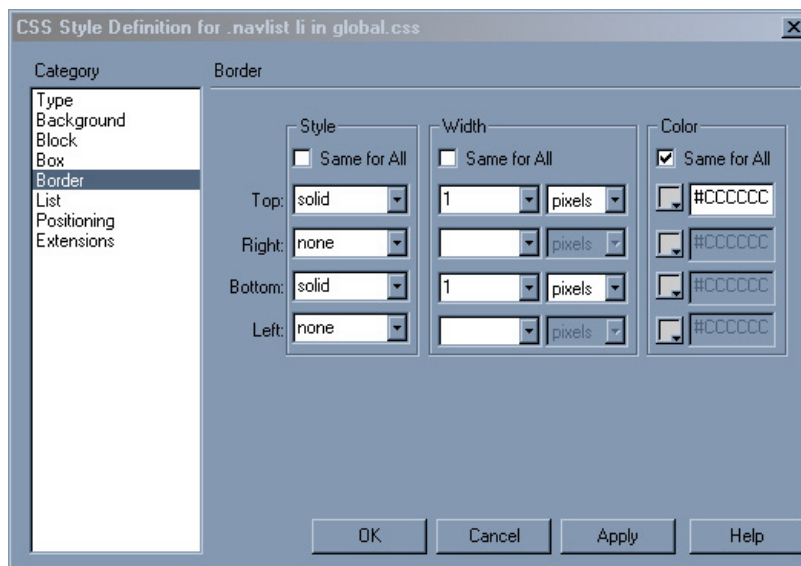 CSS Style Definition for .navlist li in global.css
Category
Type
Background
Block
Box
Border
List
Positioning
Extensions
Border
Style Width Color
Same for All Same for All Same for All
Top: solid 1 pixels #CCCCCC
Right: none pixels #CCCCCC
Bottom: solid 1 pixels #CCCCCC
Left: none pixels #CCCCCC
OK Cancel Apply Help